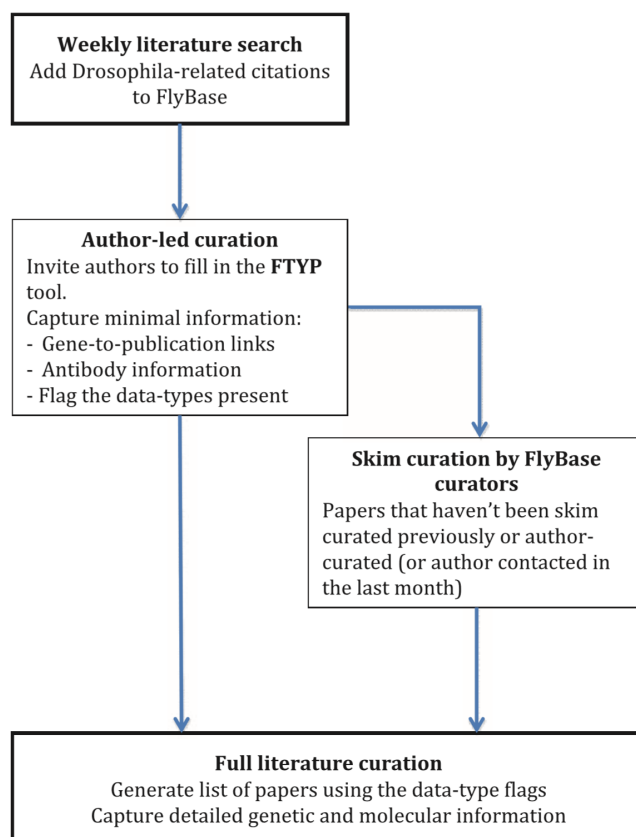 Weekly literature search
Add Drosophila-related citations
to FlyBase
Author-led curation
Invite authors to fill in the FTYP
tool.
Capture minimal information:
- Gene-to-publication links
- Antibody information
- Flag the data-types present
Skim curation by FlyBase
curators
Papers that haven't been skim
curated previously or author-
curated (or author contacted in
the last month)
Full literature curation
Generate list of papers using the data-type flags
Capture detailed genetic and molecular information